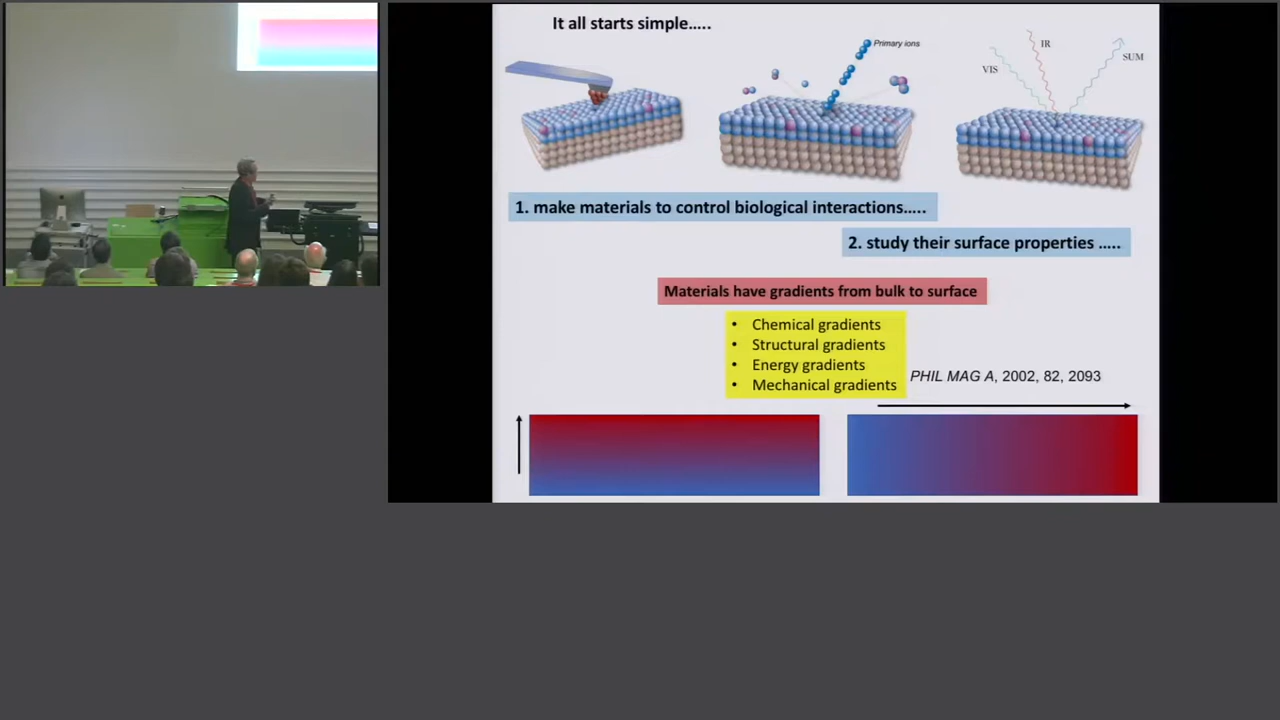 It all starts simple.....
Primary ions
VIS
IR
SUM
1. make materials to control biological interactions.....
2. study their surface properties .....
Materials have gradients from bulk to surface
• Chemical gradients
• Structural gradients
• Energy gradients
• Mechanical gradients
PHIL MAG A, 2002, 82, 2093